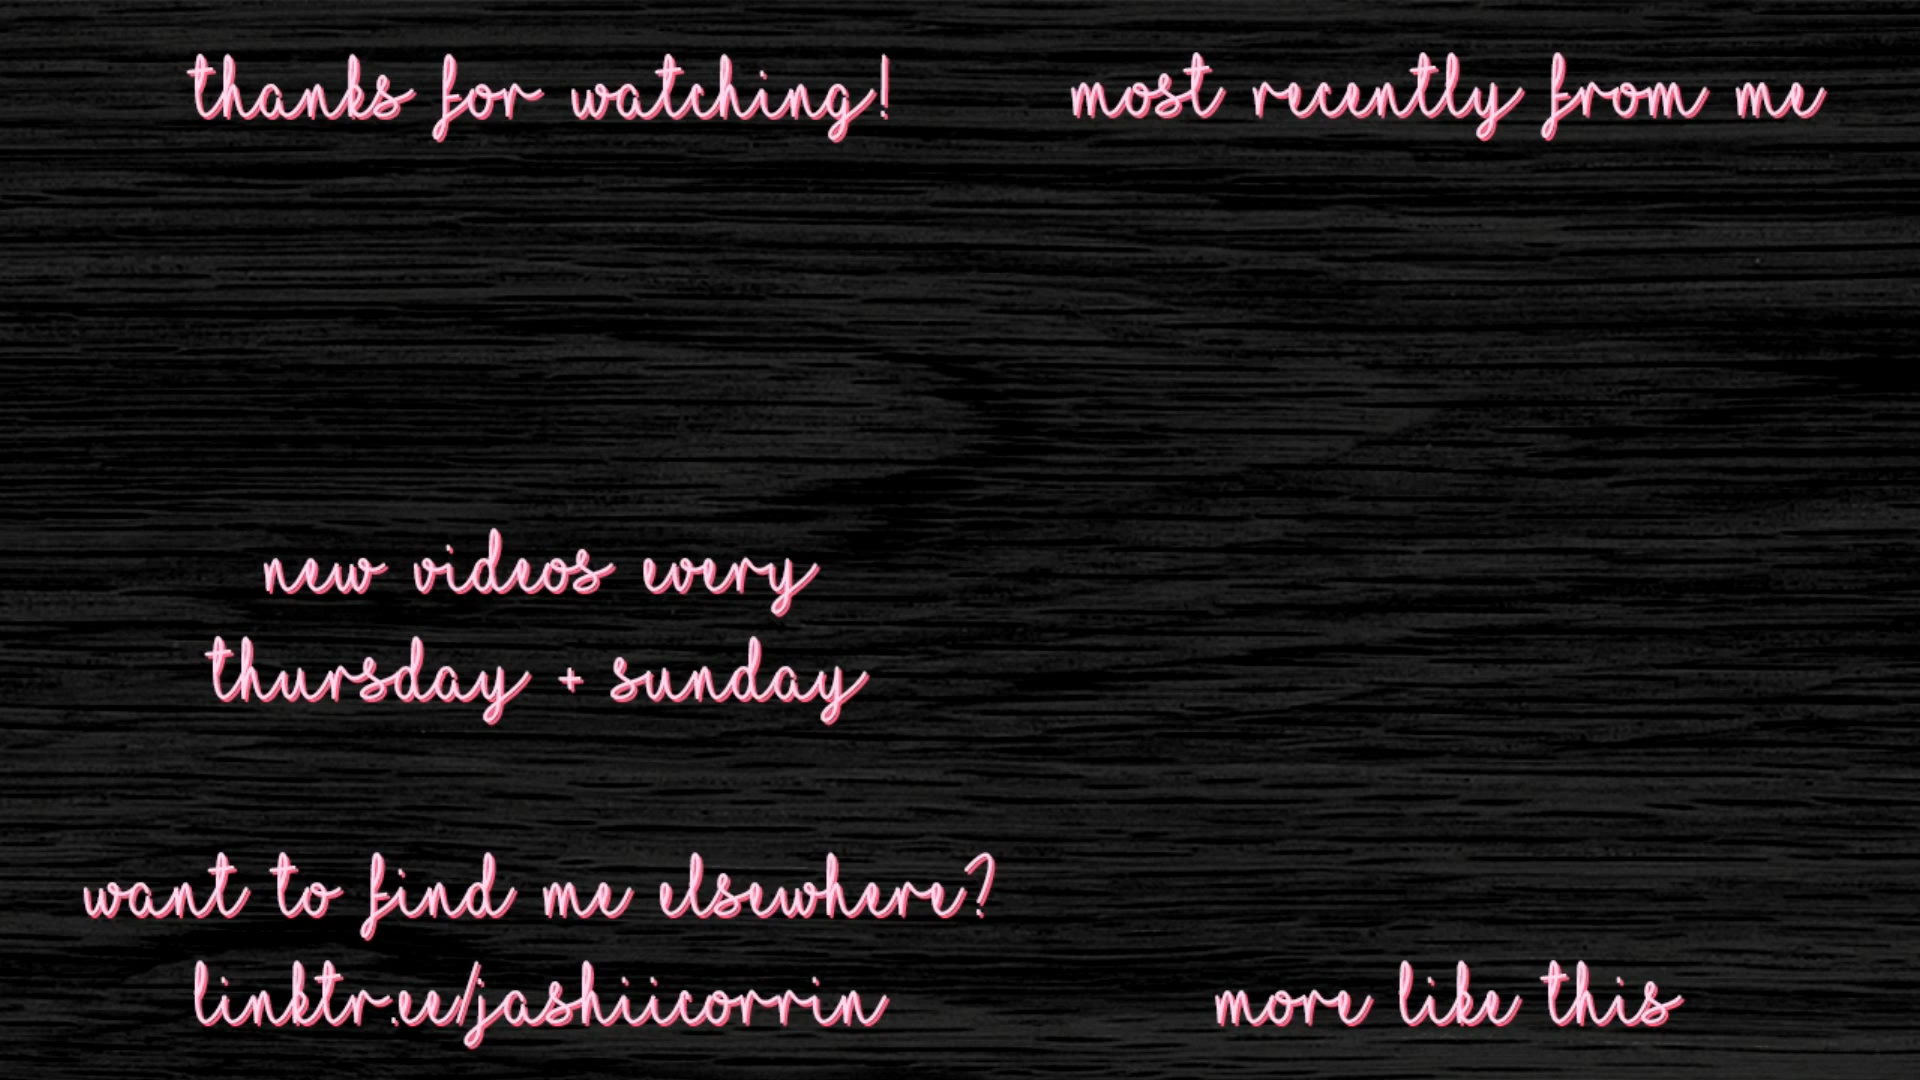 thanks for watching!
most recently from me
new videos every
thursday + sunday
want to find me elsewhere?
linktr.ee/jashiicorrin
more like this